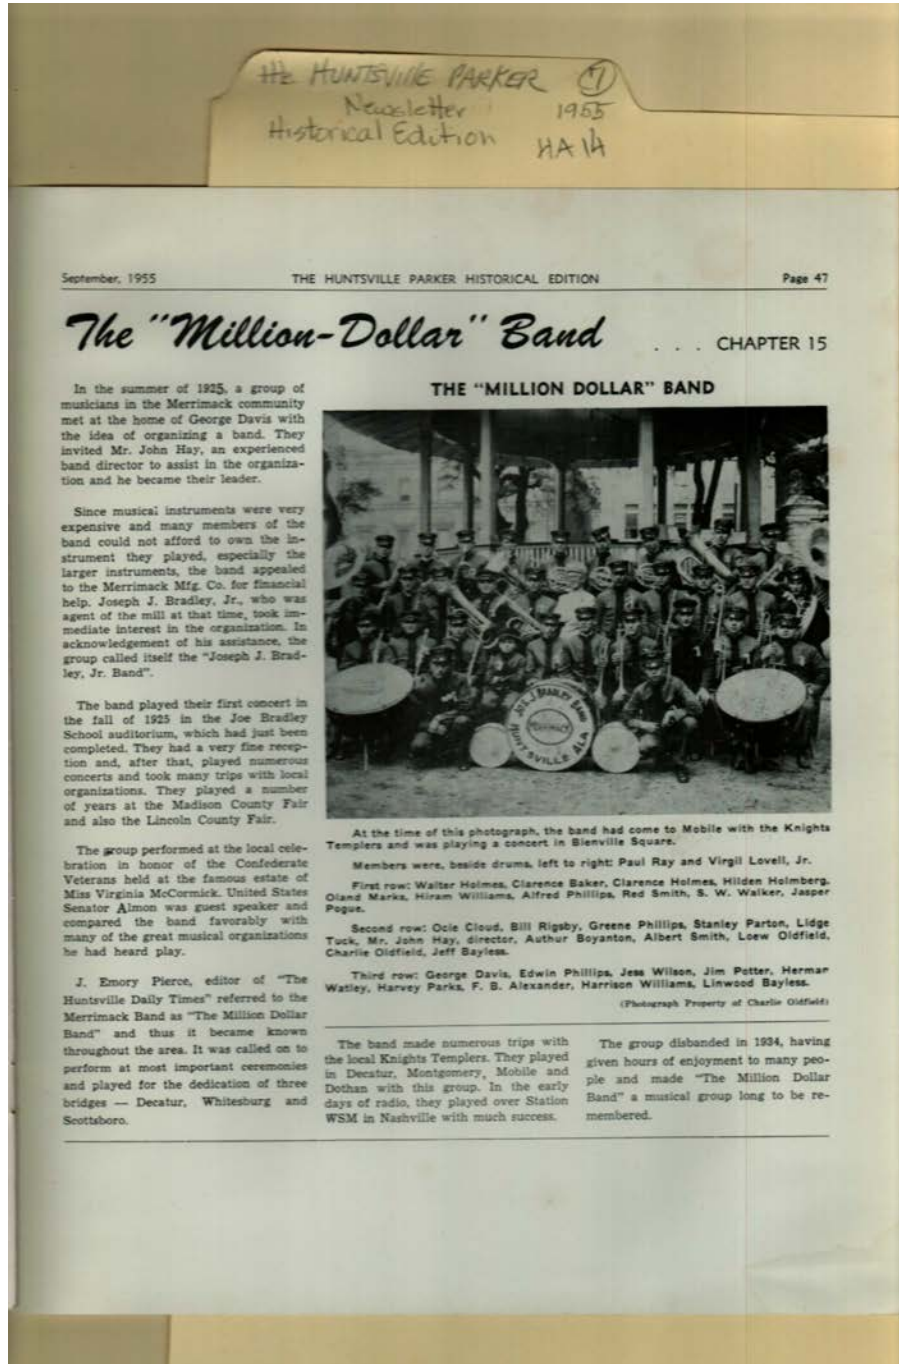 the HUNTSVILLE PARKER 7
Newsletter 1955
Historical Edition HA 14
September, 1955 THE HUNTSVILLE PARKER HISTORICAL EDITION Page 47
The "Million-Dollar" Band . . . CHAPTER 15
In the summer of 1925, a group of
musicians in the Merrimack community
met at the home of George Davis with
the idea of organizing a band. They
invited Mr. John Hay, an experienced
band director to assist in the organiza-
tion and he became their leader.
Since musical instruments were very
expensive and many members of the
band could not afford to own the in-
strument they played, especially the
larger instruments, the band appealed
to the Merrimack Mfg. Co. for financial
help. Joseph J. Bradley, Jr., who was
agent of the mill at that time, took im-
mediate interest in the organization. In
acknowledgement of his assistance, the
group called itself the "Joseph J. Brad-
ley, Jr. Band".
The band played their first concert in
the fall of 1925 in the Joe Bradley
School auditorium, which had just been
completed. They had a very fine recep-
tion and, after that, played numerous
concerts and took many trips with local
organizations. They played a number
of years at the Madison County Fair
and also the Lincoln County Fair.
The group performed at the local cele-
bration in honor of the Confederate
Veterans held at the famous estate of
Miss Virginia McCormick. United States
Senator Almon was guest speaker and
compared the band favorably with
many of the great musical organizations
he had heard play.
J. Emory Pierce, editor of "The
Huntsville Daily Times" referred to the
Merrimack Band as "The Million Dollar
Band" and thus it became known
throughout the area. It was called on to
perform at most important ceremonies
and played for the dedication of three
bridges — Decatur, Whitesburg and
Scottsboro.
THE "MILLION DOLLAR" BAND
JOS. J. BRADLEY BAND
HUNTSVILLE ALA
At the time of this photograph, the band had come to Mobile with the Knights
Templers and was playing a concert in Bienville Square.
Members were, beside drums, left to right: Paul Ray and Virgil Lovell, Jr.
First row: Walter Holmes, Clarence Baker, Clarence Holmes, Hilden Holmberg,
Oland Marks, Hiram Williams, Alfred Phillips, Red Smith, S. W. Walker, Jasper
Pogue.
Second row: Ocie Cloud, Bill Rigsby, Greene Phillips, Stanley Parton, Lidge
Tuck, Mr. John Hay, director, Authur Boyanton, Albert Smith, Loew Oldfield,
Charlie Oldfield, Jeff Bayless.
Third row: George Davis, Edwin Phillips, Jess Wilson, Jim Potter, Herman
Watley, Harvey Parks, F. B. Alexander, Harrison Williams, Linwood Bayless.
(Photograph Property of Charlie Oldfield)
The band made numerous trips with
the local Knights Templers. They played
in Decatur, Montgomery, Mobile and
Dothan with this group. In the early
days of radio, they played over Station
WSM in Nashville with much success.
The group disbanded in 1934, having
given hours of enjoyment to many peo-
ple and made "The Million Dollar
Band" a musical group long to be re-
membered.